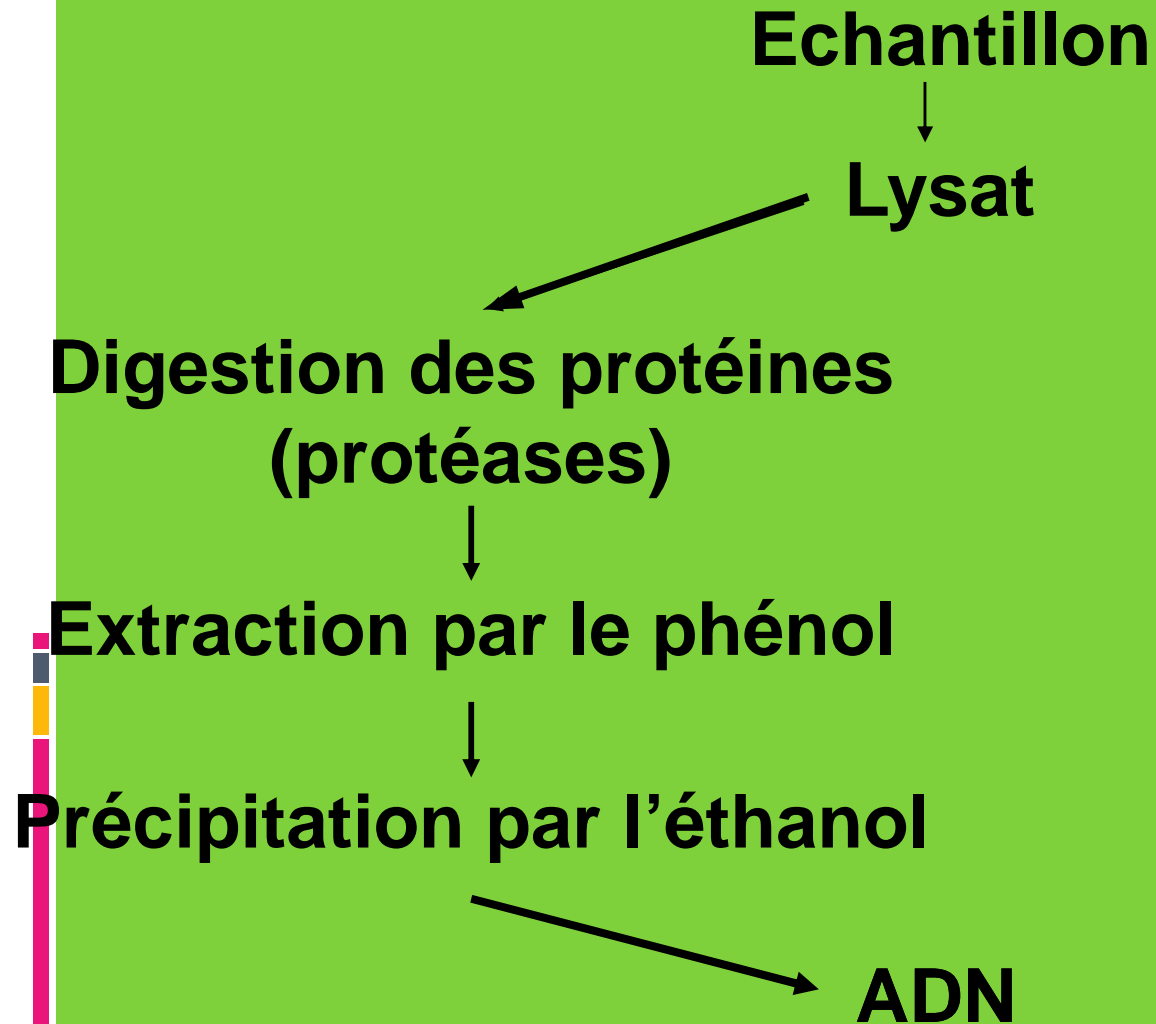 Echantillon
Lysat
Digestion des protéines
(protéases)
Extraction par le phénol
Précipitation par l’éthanol
ADN